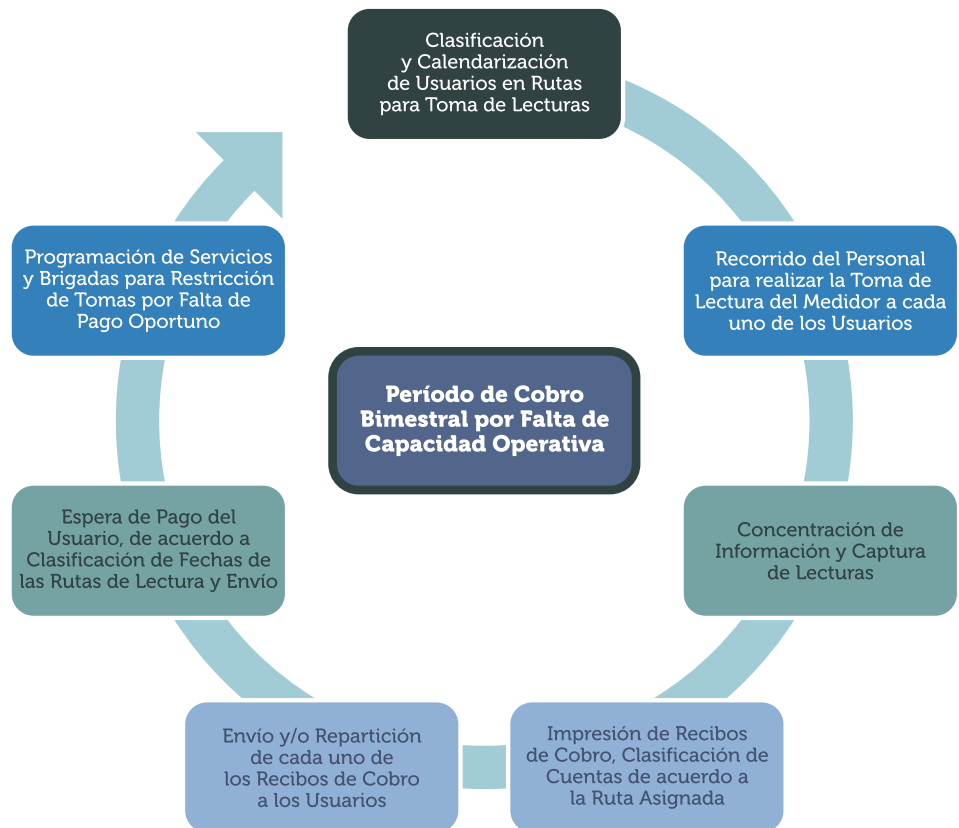 Clasificación
y Calendarización
de Usuarios en Rutas
para Toma de Lecturas
Recorrido del Personal
para realizar la Toma de
Lectura del Medidor a cada
uno de los Usuarios
Concentración de
Información y Captura
de Lecturas
Impresión de Recibos
de Cobro, Clasificación de
Cuentas de acuerdo a
la Ruta Asignada
Envío y/o Repartición
de cada uno de
los Recibos de Cobro
a los Usuarios
Espera de Pago del
Usuario, de acuerdo a
Clasificación de Fechas de
las Rutas de Lectura y Envío
Programación de Servicios
y Brigadas para Restricción
de Tomas por Falta de
Pago Oportuno
Período de Cobro
Bimestral por Falta de
Capacidad Operativa